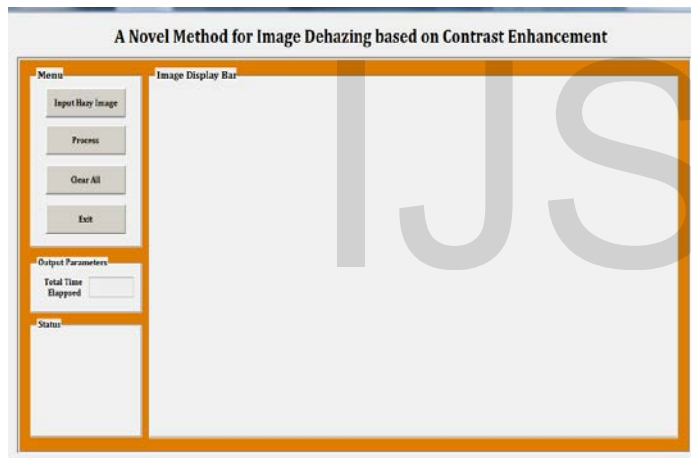 A Novel Method for Image Dehazing based on Contrast Enhancement
Menu
Input Hazy Image
Process
Clear All
Exit
Output Parameters
Total Time
Elappsed
Status
Image Display Bar
IJS